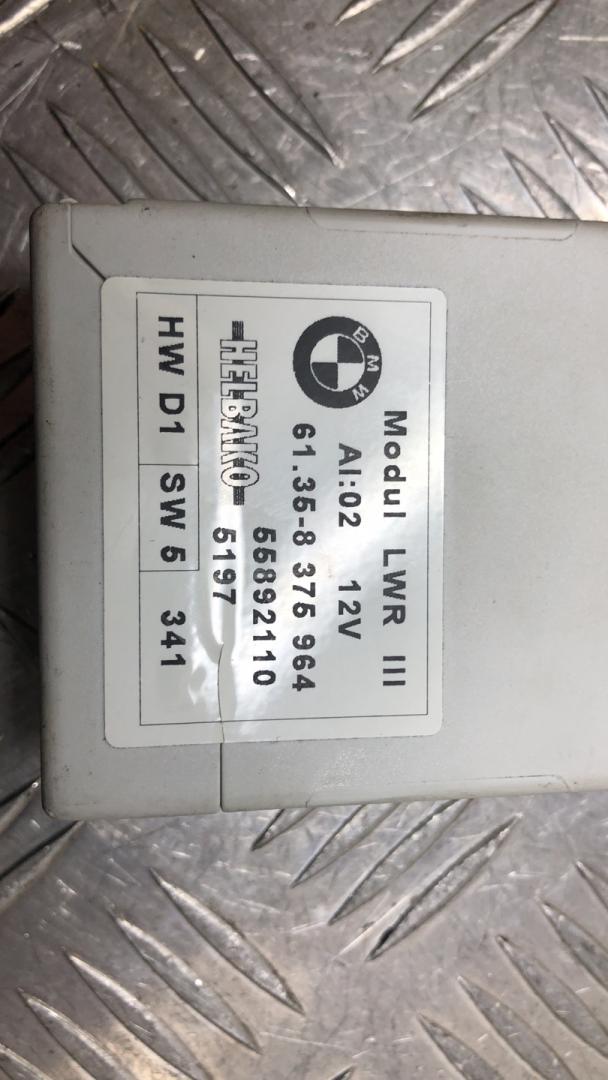 Modul LWR III
BMW
AI:02 12V
61.35-8 375 964
55892110
HELBAKO 5197
HW D1 SW 5 341